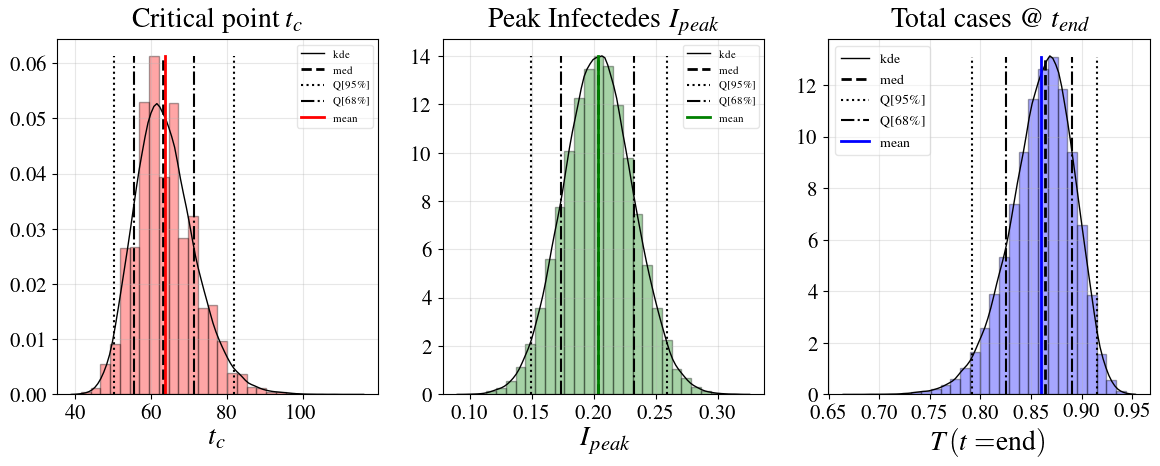 Critical point t_c
0.06
0.05
0.04
0.03
0.02
0.01
0.00
40 60 80 100
t_c
kde
med
Q[95%]
Q[68%]
mean
Peak Infectedes I_peak
14
12
10
8
6
4
2
0
0.10 0.15 0.20 0.25 0.30
I_peak
kde
med
Q[95%]
Q[68%]
mean
Total cases @ t_end
12
10
8
6
4
2
0
0.65 0.70 0.75 0.80 0.85 0.90 0.95
T (t =end)
kde
med
Q[95%]
Q[68%]
mean